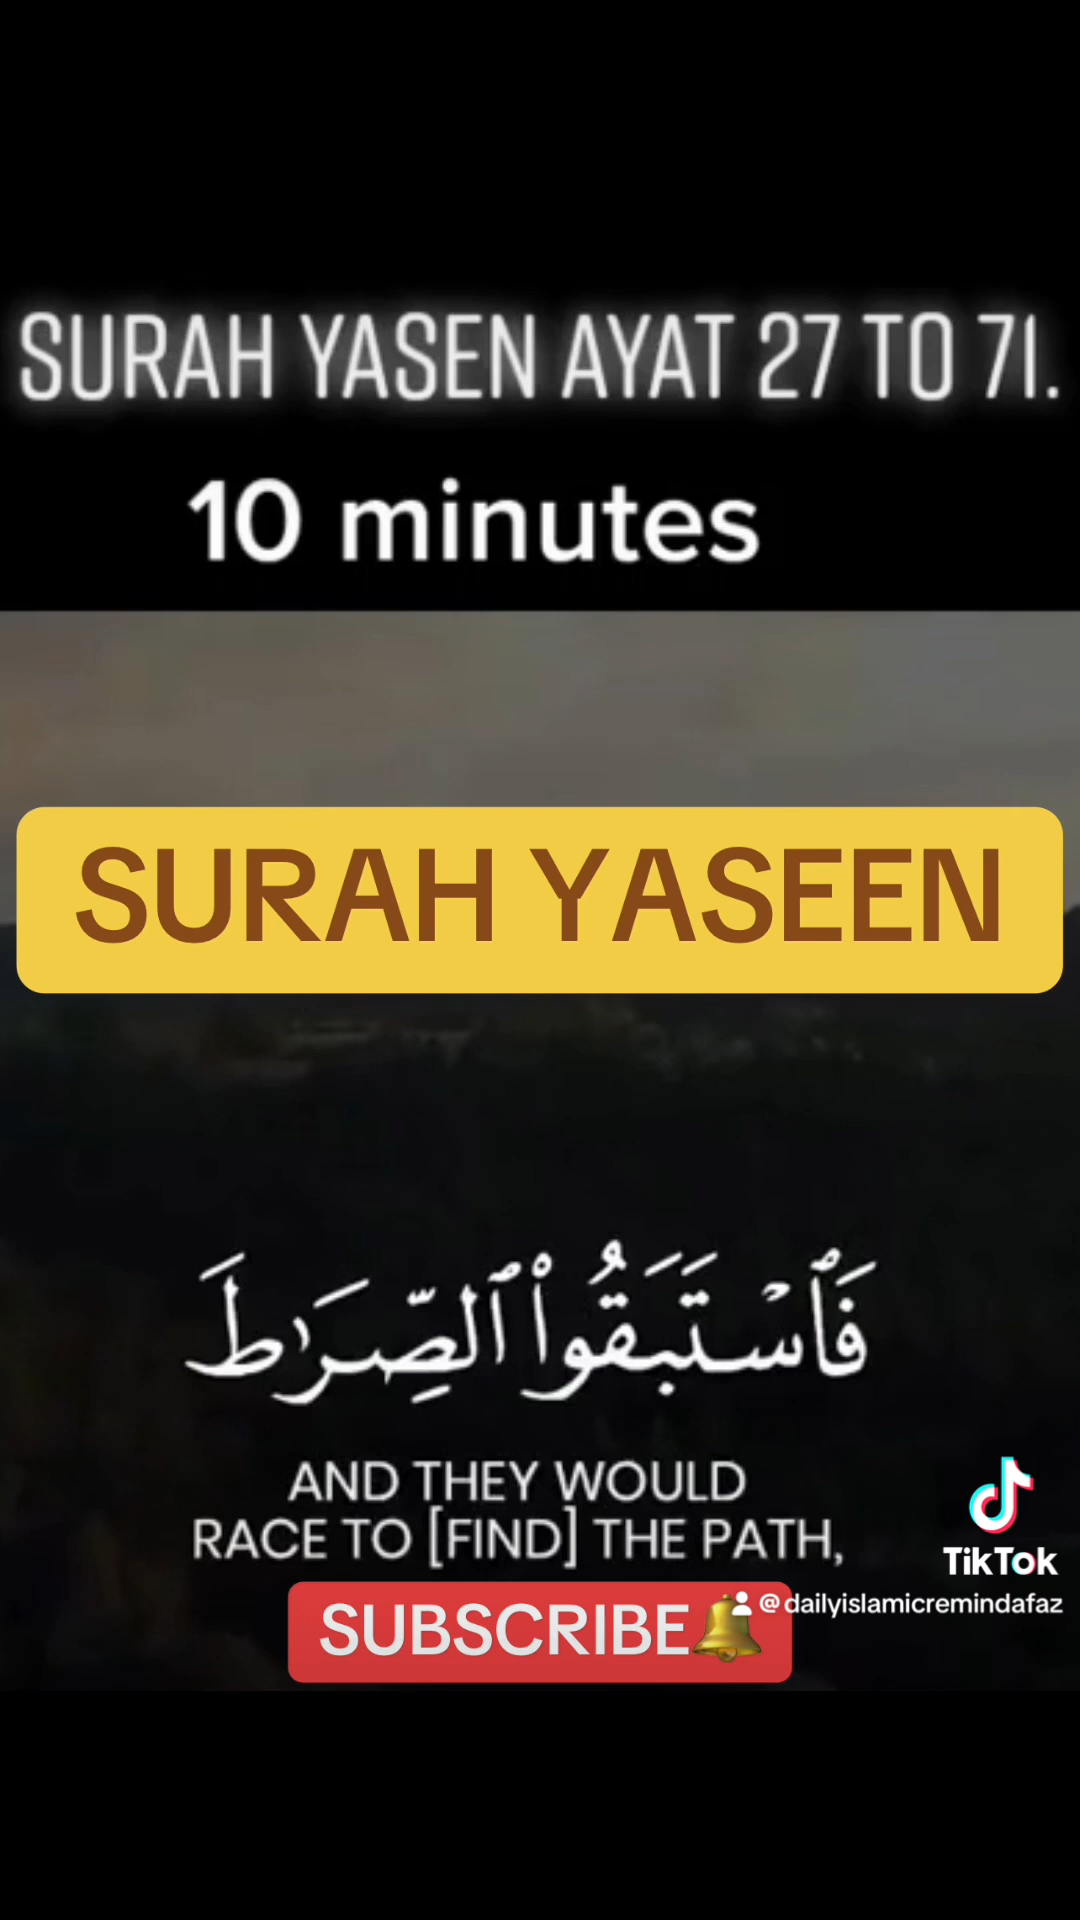 SURAH YASEN AYAT 27 TO 71.
10 minutes
SURAH YASEEN
فَٱسْتَبَقُوا۟ ٱلصِّرَٰطَ
AND THEY WOULD
RACE TO [FIND] THE PATH,
TikTok
SUBSCRIBE🔔
@dailyislamicremindafaz